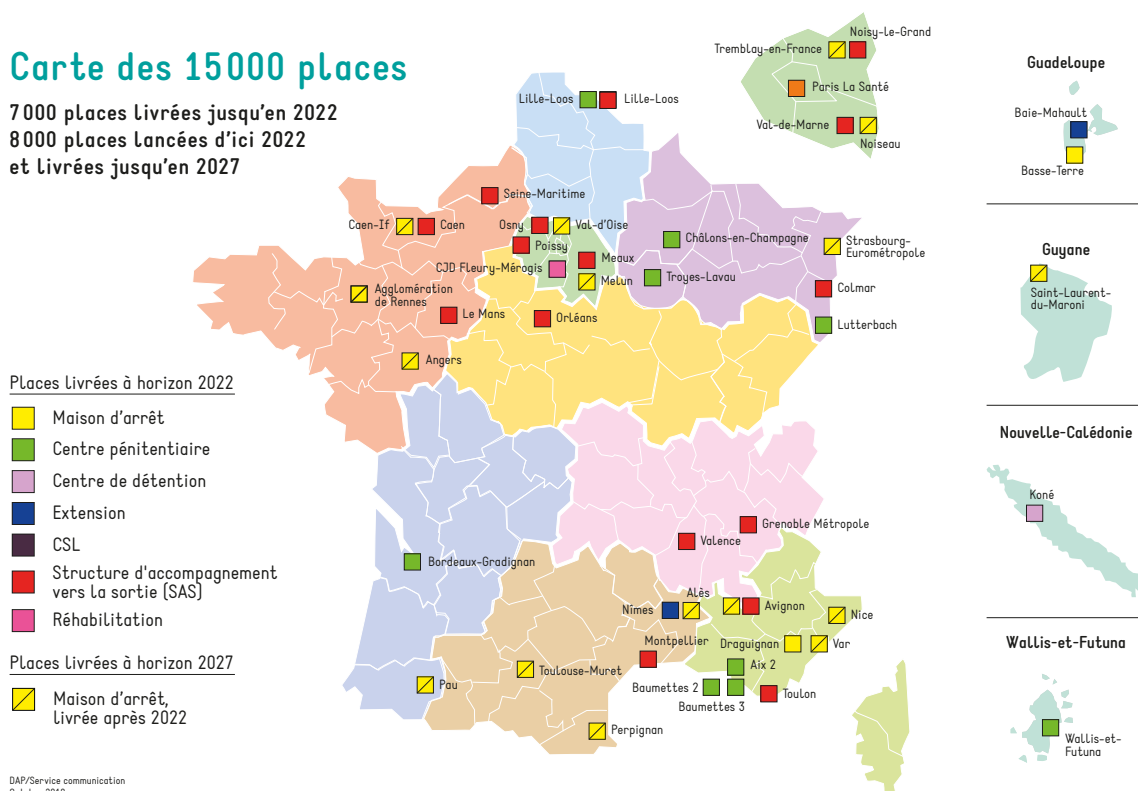 Carte des 15 000 places
7 000 places livrées jusqu'en 2022
8 000 places lancées d'ici 2022
et livrées jusqu'en 2027
Noisy-le-Grand
Tremblay-en-France
Paris La Santé
Val-de-Marne
Noiseau
Lille-Loos
Lille-Loos
Seine-Maritime
Caen-If
Caen
Osny
Val-d'Oise
Poissy
CJD Fleury-Mérogis
Meaux
Melun
Châlons-en-Champagne
Troyes-Lavau
Strasbourg-
Eurométropole
Colmar
Lutterbach
Agglomération
de Rennes
Le Mans
Orléans
Angers
Bordeaux-Gradignan
Grenoble Métropole
Valence
Alès
Nîmes
Avignon
Nice
Montpellier
Draguignan
Var
Aix 2
Toulouse-Muret
Pau
Baumettes 2
Baumettes 3
Toulon
Perpignan
Places livrées à horizon 2022
Maison d'arrêt
Centre pénitentiaire
Centre de détention
Extension
CSL
Structure d'accompagnement
vers la sortie (SAS)
Réhabilitation
Places livrées à horizon 2027
Maison d'arrêt,
livrée après 2022
DAP/Service communication
Guadeloupe
Baie-Mahault
Basse-Terre
Guyane
Saint-Laurent-
du-Maroni
Nouvelle-Calédonie
Koné
Wallis-et-Futuna
Wallis-et-
Futuna